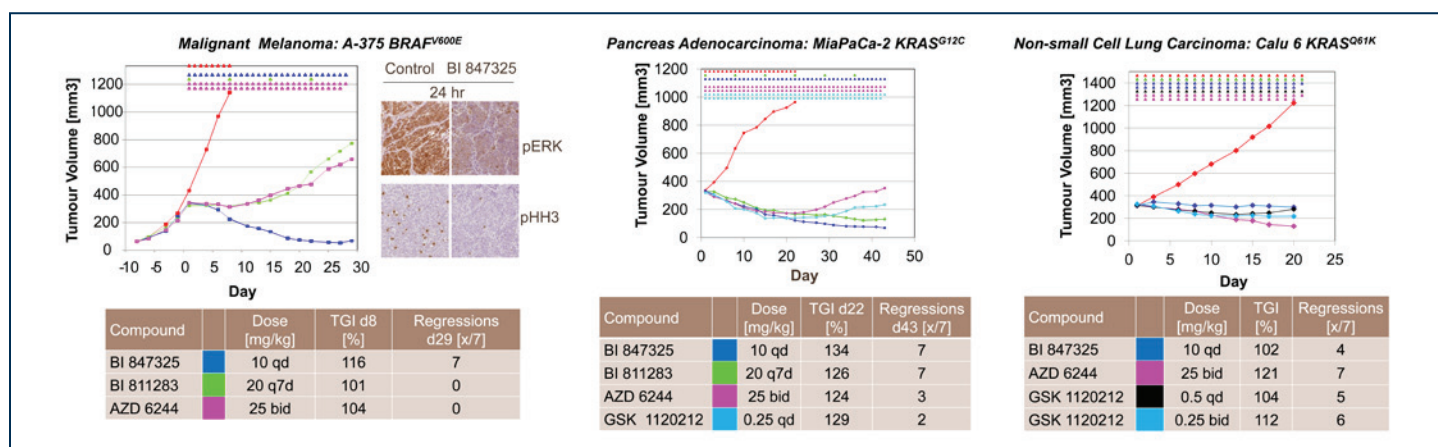 Malignant Melanoma: A-375 BRAFV600E
1200
1000
800
600
400
200
0
Tumour Volume [mm3]
-10 -5 0 5 10 15 20 25 30
Day
Control BI 847325
24 hr
pERK
pHH3
Compound Dose [mg/kg] TGI d8 [%] Regressions d29 [x/7]
BI 847325 10 qd 116 7
BI 811283 20 q7d 101 0
AZD 6244 25 bid 104 0
Pancreas Adenocarcinoma: MiaPaCa-2 KRASG12C
1200
1000
800
600
400
200
0
Tumour Volume [mm3]
0 10 20 30 40 50
Day
Compound Dose [mg/kg] TGI d22 [%] Regressions d43 [x/7]
BI 847325 10 qd 134 7
BI 811283 20 q7d 126 7
AZD 6244 25 bid 124 3
GSK 1120212 0.25 qd 129 2
Non-small Cell Lung Carcinoma: Calu 6 KRASQ61K
1400
1200
1000
800
600
400
200
0
Tumour Volume [mm3]
0 5 10 15 20 25
Day
Compound Dose [mg/kg] TGI [%] Regressions [x/7]
BI 847325 10 qd 102 4
AZD 6244 25 bid 121 7
GSK 1120212 0.5 qd 104 5
GSK 1120212 0.25 bid 112 6